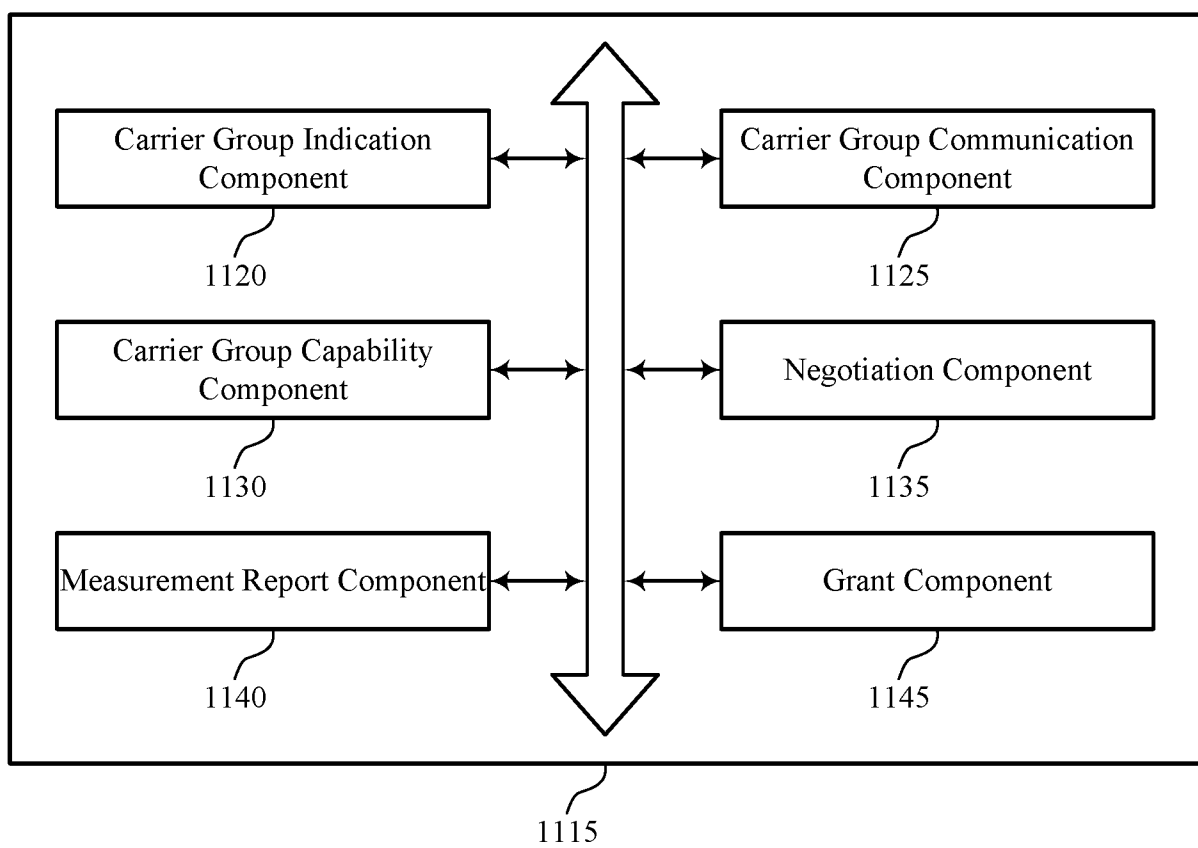 Carrier Group Indication
Component
1120
Carrier Group Communication
Component
1125
Carrier Group Capability
Component
1130
Negotiation Component
1135
Measurement Report Component
1140
Grant Component
1145
1115